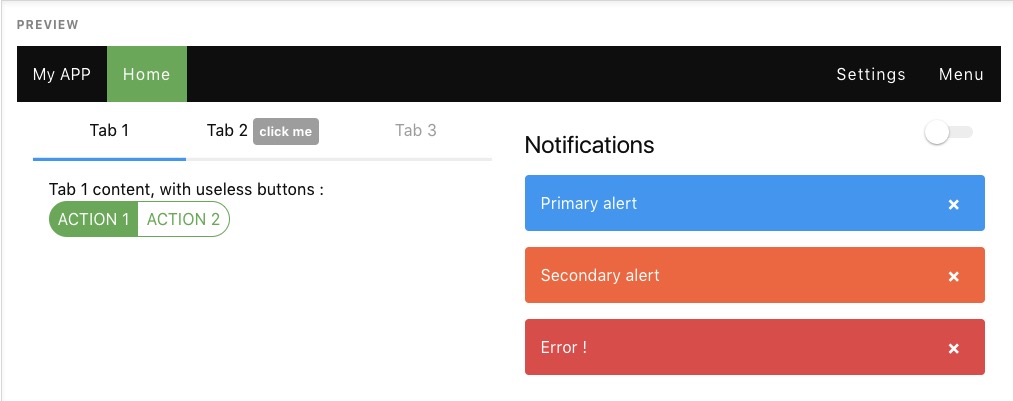 PREVIEW
My APP Home Settings Menu
Tab 1 Tab 2 click me Tab 3
Tab 1 content, with useless buttons :
ACTION 1 ACTION 2
Notifications
Primary alert ×
Secondary alert ×
Error ! ×